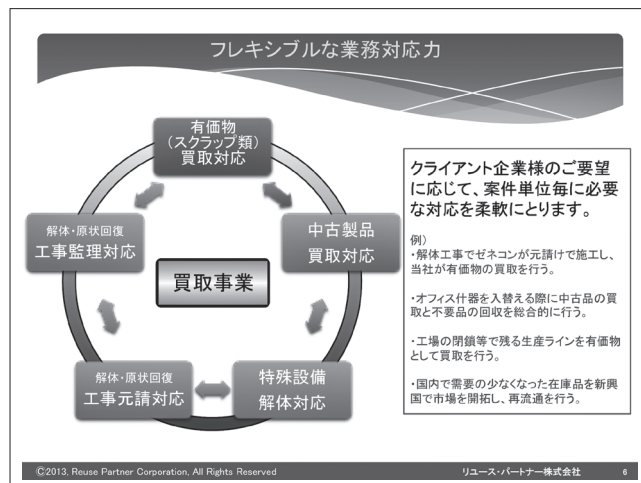 フレキシブルな業務対応力
有価物
（スクラップ類）
買取対応
解体・原状回復
工事監理対応
中古製品
買取対応
買取事業
解体・原状回復
工事元請対応
特殊設備
解体対応
クライアント企業様のご要望
に応じて、案件単位毎に必要
な対応を柔軟にとります。
例）
・解体工事でゼネコンが元請けで施工し、
当社が有価物の買取を行う。
・オフィス什器を入替える際に中古品の買
取と不要品の回収を総合的に行う。
・工場の閉鎖等で残る生産ラインを有価物
として買取を行う。
・国内で需要の少なくなった在庫品を新興
国で市場を開拓し、再流通を行う。
Ⓒ2013, Reuse Partner Corporation, All Rights Reserved
リユース・パートナー株式会社 6